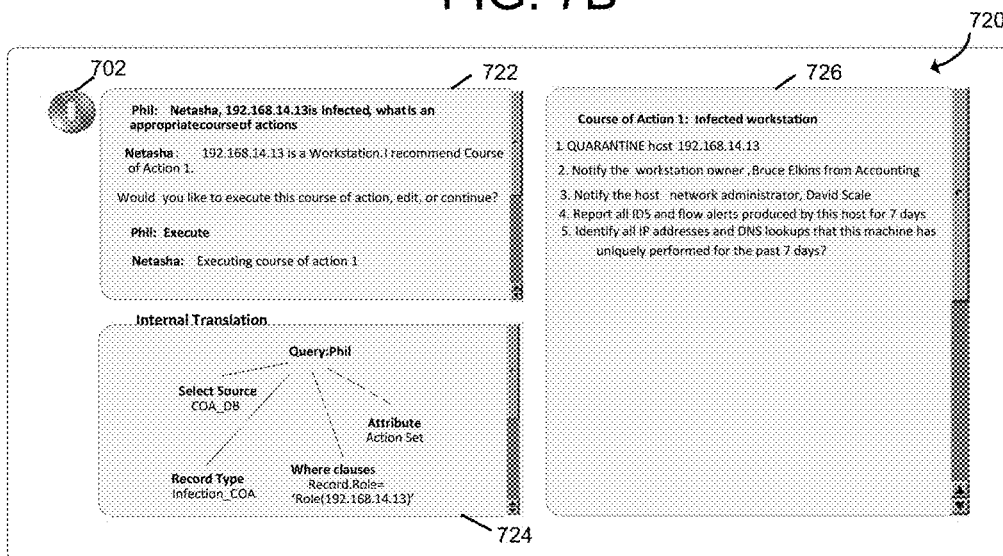 FIG. 7B
720
702
722
726
Phil: Netasha, 192.168.14.13is Infected, what is an
appropriatecourseof actions
Netasha: 192.168.14.13 is a Workstation.I recommend Course
of Action 1.
Would you like to execute this course of action, edit, or continue?
Phil: Execute
Netasha: Executing course of action 1
Course of Action 1: Infected workstation
1. QUARANTINE host 192.168.14.13
2. Notify the workstation owner ,Bruce Elkins from Accounting
3. Notify the host network administrator, David Scale
4. Report all IDS and flow alerts produced by this host for 7 days
5. Identify all IP addresses and DNS lookups that this machine has
uniquely performed for the past 7 days?
Internal Translation
Query:Phil
Select Source
COA_DB
Attribute
Action Set
Record Type
Infection_COA
Where clauses
Record.Role=
'Role(192.168.14.13)'
724